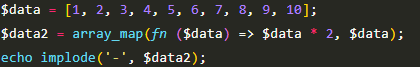 $data = [1, 2, 3, 4, 5, 6, 7, 8, 9, 10];
$data2 = array_map(fn ($data) => $data * 2, $data);
echo implode('-', $data2);